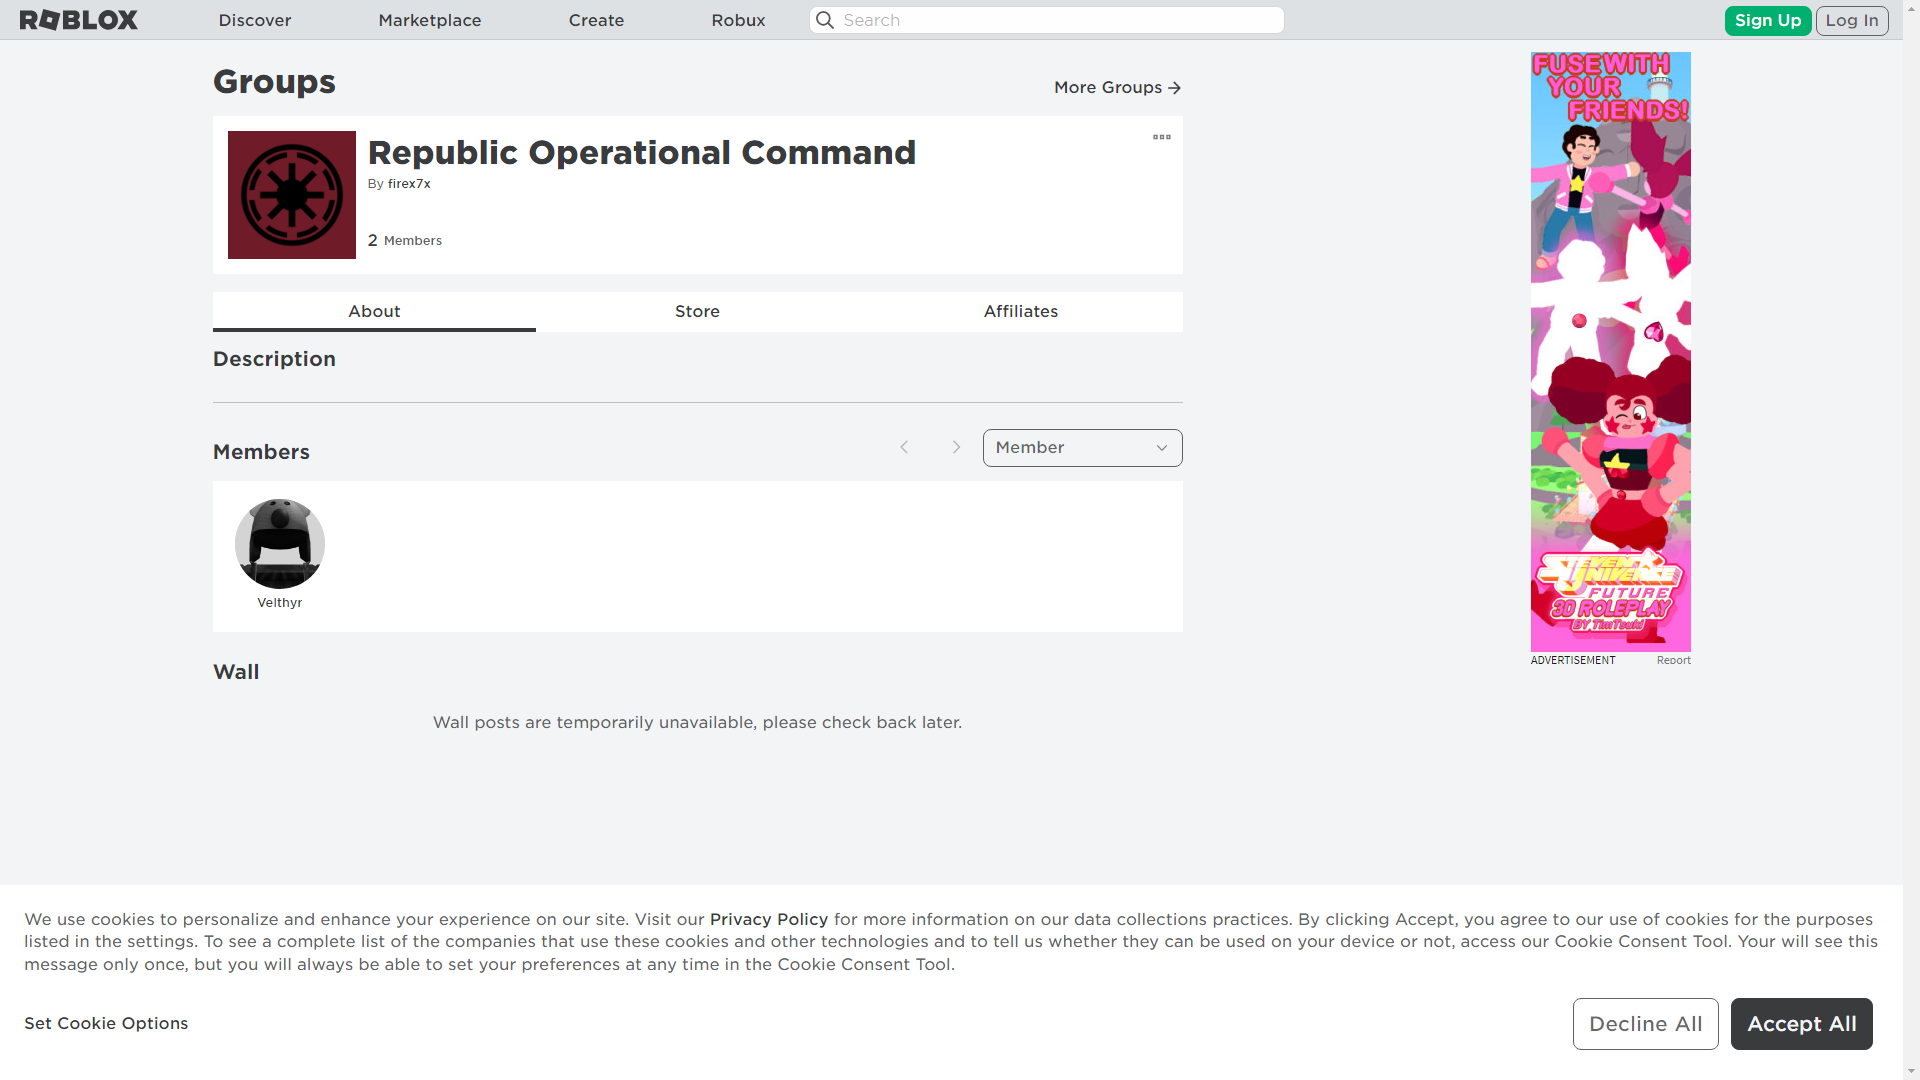 ROBLOX
Discover
Marketplace
Create
Robux
Search
Sign Up
Log In
Groups
More Groups
Republic Operational Command
By firex7x
2 Members
About
Store
Affiliates
Description
Members
Member
Velthyr
Wall
Wall posts are temporarily unavailable, please check back later.
FUSE WITH
YOUR
FRIENDS!
STEVEN
UNIVERSE
FUTURE
3D ROLEPLAY
BY TimTsuki
ADVERTISEMENT
Report
We use cookies to personalize and enhance your experience on our site. Visit our Privacy Policy for more information on our data collections practices. By clicking Accept, you agree to our use of cookies for the purposes
listed in the settings. To see a complete list of the companies that use these cookies and other technologies and to tell us whether they can be used on your device or not, access our Cookie Consent Tool. Your will see this
message only once, but you will always be able to set your preferences at any time in the Cookie Consent Tool.
Set Cookie Options
Decline All
Accept All